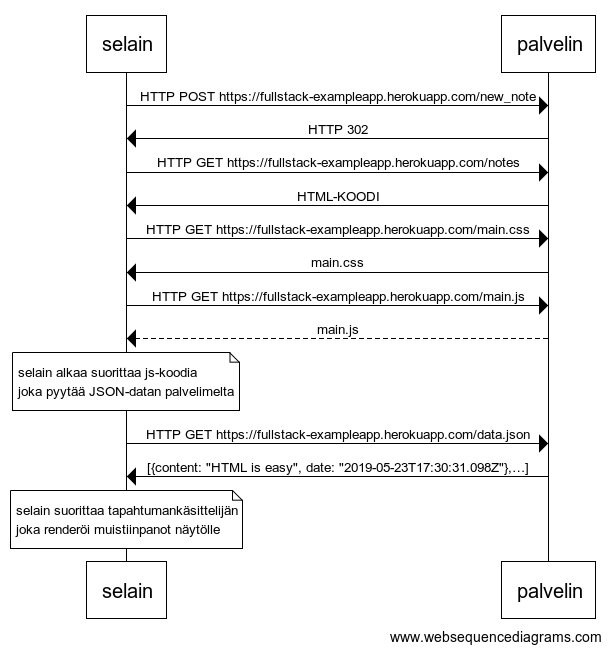 selain palvelin
HTTP POST https://fullstack-exampleapp.herokuapp.com/new_note
HTTP 302
HTTP GET https://fullstack-exampleapp.herokuapp.com/notes
HTML-KOODI
HTTP GET https://fullstack-exampleapp.herokuapp.com/main.css
main.css
HTTP GET https://fullstack-exampleapp.herokuapp.com/main.js
main.js
selain alkaa suorittaa js-koodia
joka pyytää JSON-datan palvelimelta
HTTP GET https://fullstack-exampleapp.herokuapp.com/data.json
[{content: "HTML is easy", date: "2019-05-23T17:30:31.098Z"},...]
selain suorittaa tapahtumankäsittelijän
joka renderöi muistiinpanot näytölle
selain palvelin
www.websequencediagrams.com